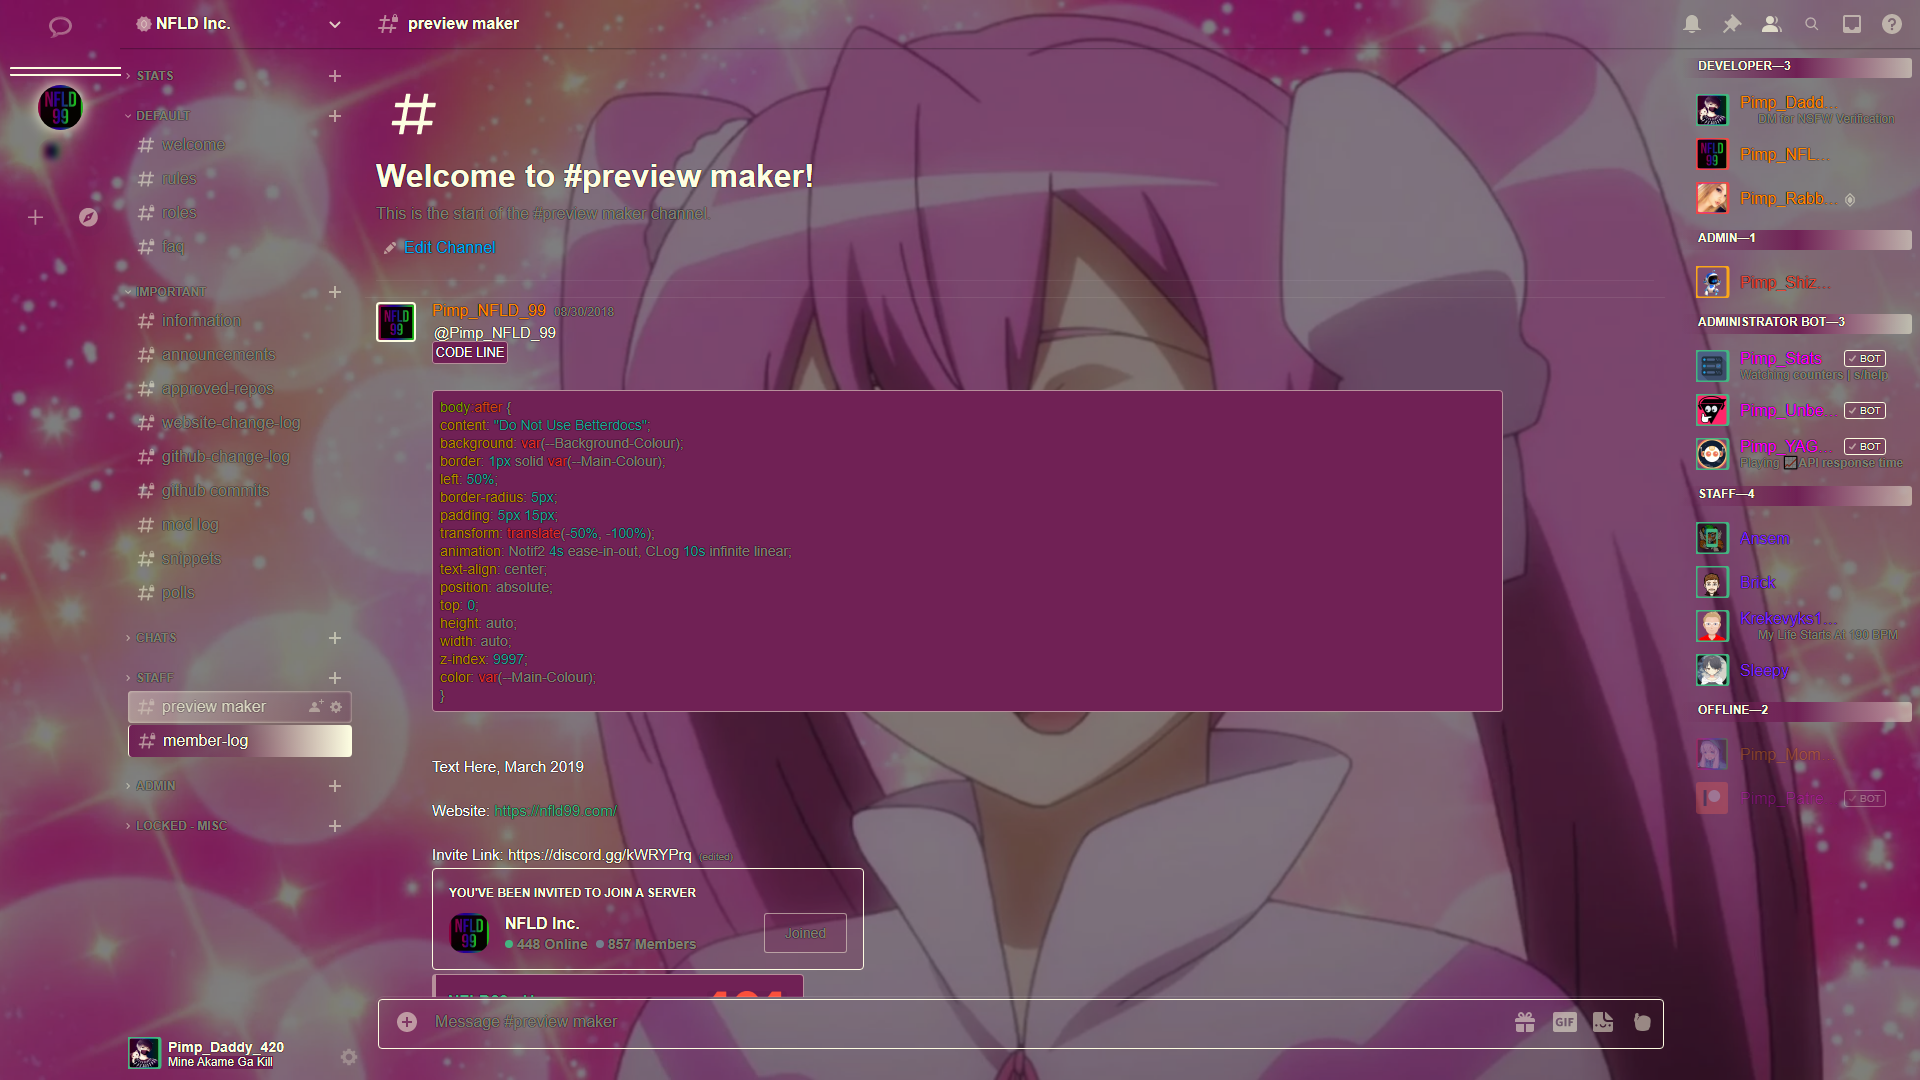 NFLD Inc.
preview maker
STATS
DEFAULT
welcome
rules
roles
faq
IMPORTANT
information
announcements
approved-repos
website-change-log
github-change-log
github commits
mod log
snippets
polls
CHATS
STAFF
preview maker
member-log
ADMIN
LOCKED - MISC
Pimp_Daddy_420
Mine Akame Ga Kill
NFLD
99
#
Welcome to #preview maker!
This is the start of the #preview maker channel.
Edit Channel
NFLD
99
Pimp_NFLD_99 08/30/2018
@Pimp_NFLD_99
CODE LINE
body:after {
content: "Do Not Use Betterdocs";
background: var(--Background-Colour);
border: 1px solid var(--Main-Colour);
left: 50%;
border-radius: 5px;
padding: 5px 15px;
transform: translate(-50%, -100%);
animation: Notif2 4s ease-in-out, CLog 10s infinite linear;
text-align: center;
position: absolute;
top: 0;
height: auto;
width: auto;
z-index: 9997;
color: var(--Main-Colour);
}
Text Here, March 2019
Website: https://nfld99.com/
Invite Link: https://discord.gg/kWRYPrq (edited)
YOU'VE BEEN INVITED TO JOIN A SERVER
NFLD
99
NFLD Inc.
448 Online 857 Members
Joined
Message #preview maker
GIF
DEVELOPER—3
Pimp_Dadd...
DM for NSFW Verification
NFLD
99
Pimp_NFL...
Pimp_Rabb...
ADMIN—1
Pimp_Shiz...
ADMINISTRATOR BOT—3
Pimp_Stats BOT
Watching counters | s/help
Pimp_Unbe... BOT
Pimp_YAG... BOT
Playing API response time
STAFF—4
Ansem
Brick
Krekevyks1...
My Life Starts At 190 BPM
Sleepy
OFFLINE—2
Pimp_Mom...
Pimp_Patre... BOT